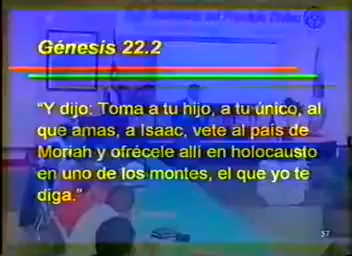 Génesis 22.2
"Y dijo: Toma a tu hijo, a tu único, al
que amas, a Isaac, vete al país de
Moriah y ofrécele allí en holocausto
en uno de los montes, el que yo te
diga."
57